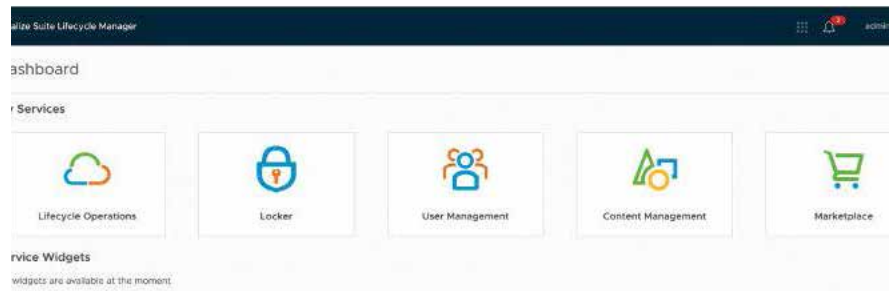 alize Suite Lifecycle Manager
2
admin
ashboard
Services
Lifecycle Operations
Locker
User Management
Content Management
Marketplace
rvice Widgets
widgets are available at the moment